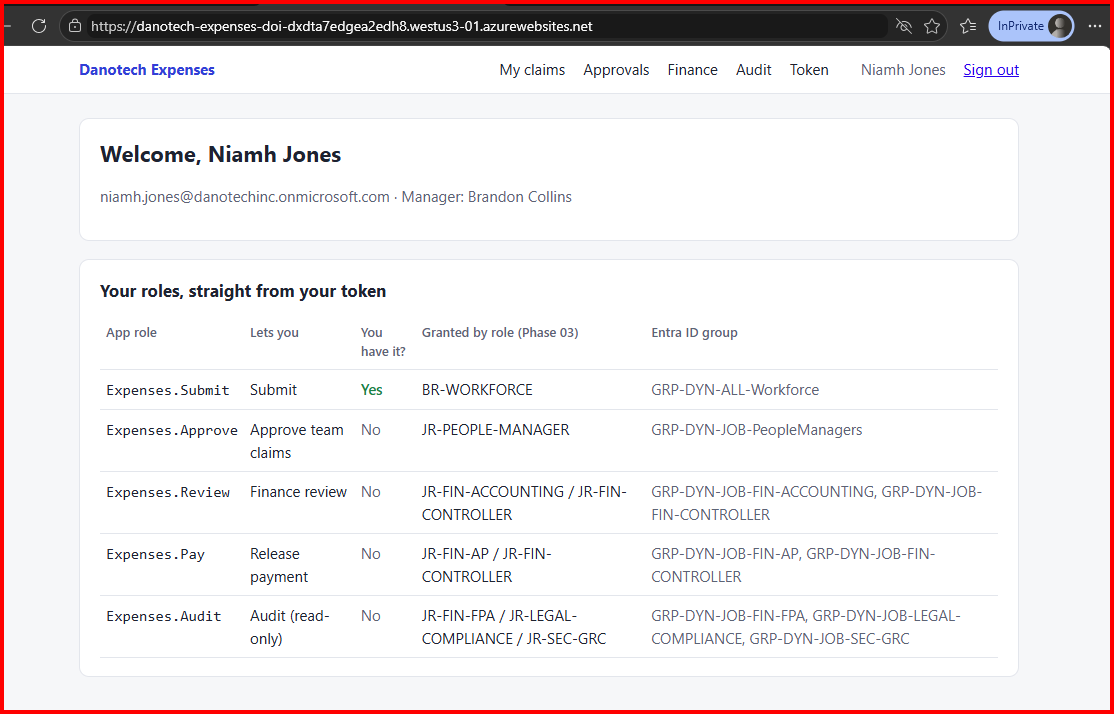 https://danotech-expenses-doi-dxdta7edgea2edh8.westus3-01.azurewebsites.net
InPrivate
Danotech Expenses My claims Approvals Finance Audit Token Niamh Jones Sign out
Welcome, Niamh Jones
niamh.jones@danotechinc.onmicrosoft.com · Manager: Brandon Collins
Your roles, straight from your token
App role Lets you You have it? Granted by role (Phase 03) Entra ID group
Expenses.Submit Submit Yes BR-WORKFORCE GRP-DYN-ALL-Workforce
Expenses.Approve Approve team claims No JR-PEOPLE-MANAGER GRP-DYN-JOB-PeopleManagers
Expenses.Review Finance review No JR-FIN-ACCOUNTING / JR-FIN-CONTROLLER GRP-DYN-JOB-FIN-ACCOUNTING, GRP-DYN-JOB-FIN-CONTROLLER
Expenses.Pay Release payment No JR-FIN-AP / JR-FIN-CONTROLLER GRP-DYN-JOB-FIN-AP, GRP-DYN-JOB-FIN-CONTROLLER
Expenses.Audit Audit (read-only) No JR-FIN-FPA / JR-LEGAL-COMPLIANCE / JR-SEC-GRC GRP-DYN-JOB-FIN-FPA, GRP-DYN-JOB-LEGAL-COMPLIANCE, GRP-DYN-JOB-SEC-GRC